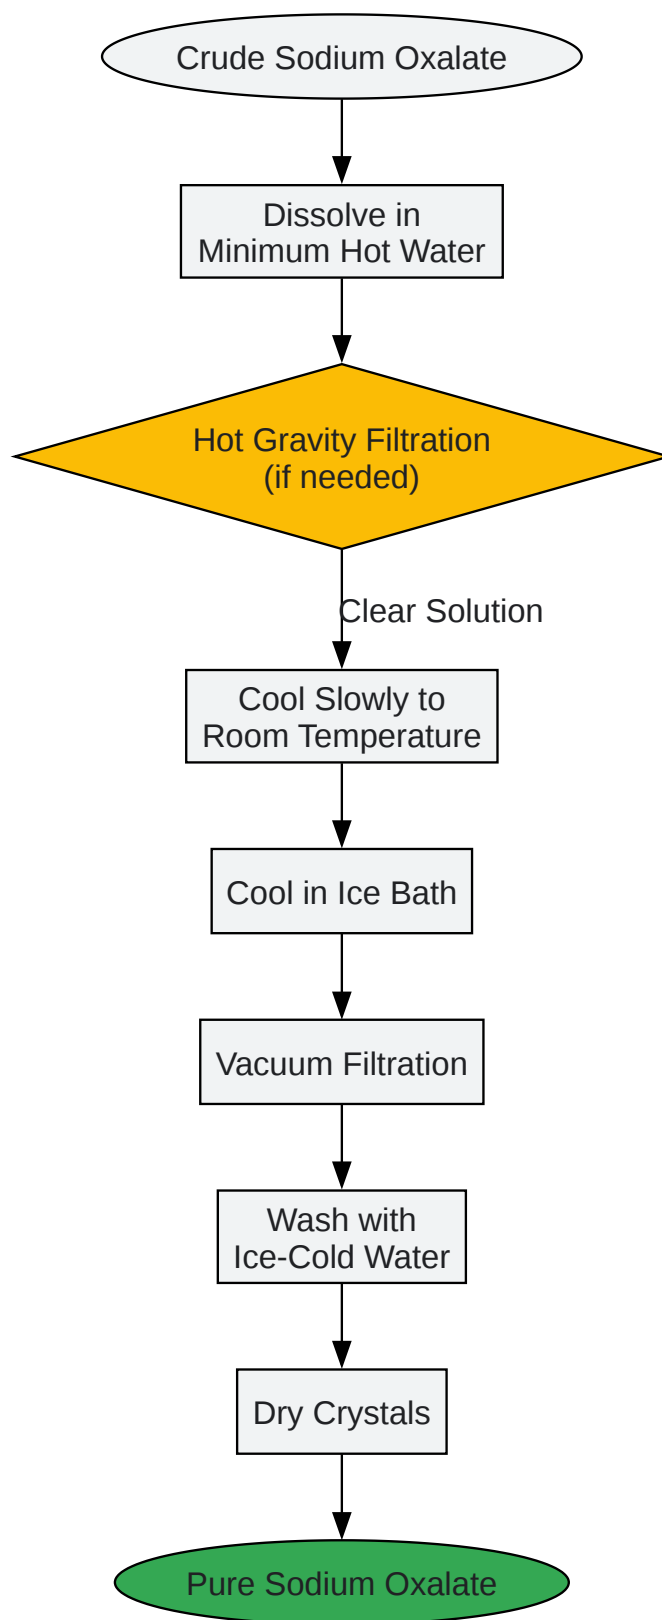 Crude Sodium Oxalate
Dissolve in
Minimum Hot Water
Hot Gravity Filtration
(if needed)
Clear Solution
Cool Slowly to
Room Temperature
Cool in Ice Bath
Vacuum Filtration
Wash with
Ice-Cold Water
Dry Crystals
Pure Sodium Oxalate